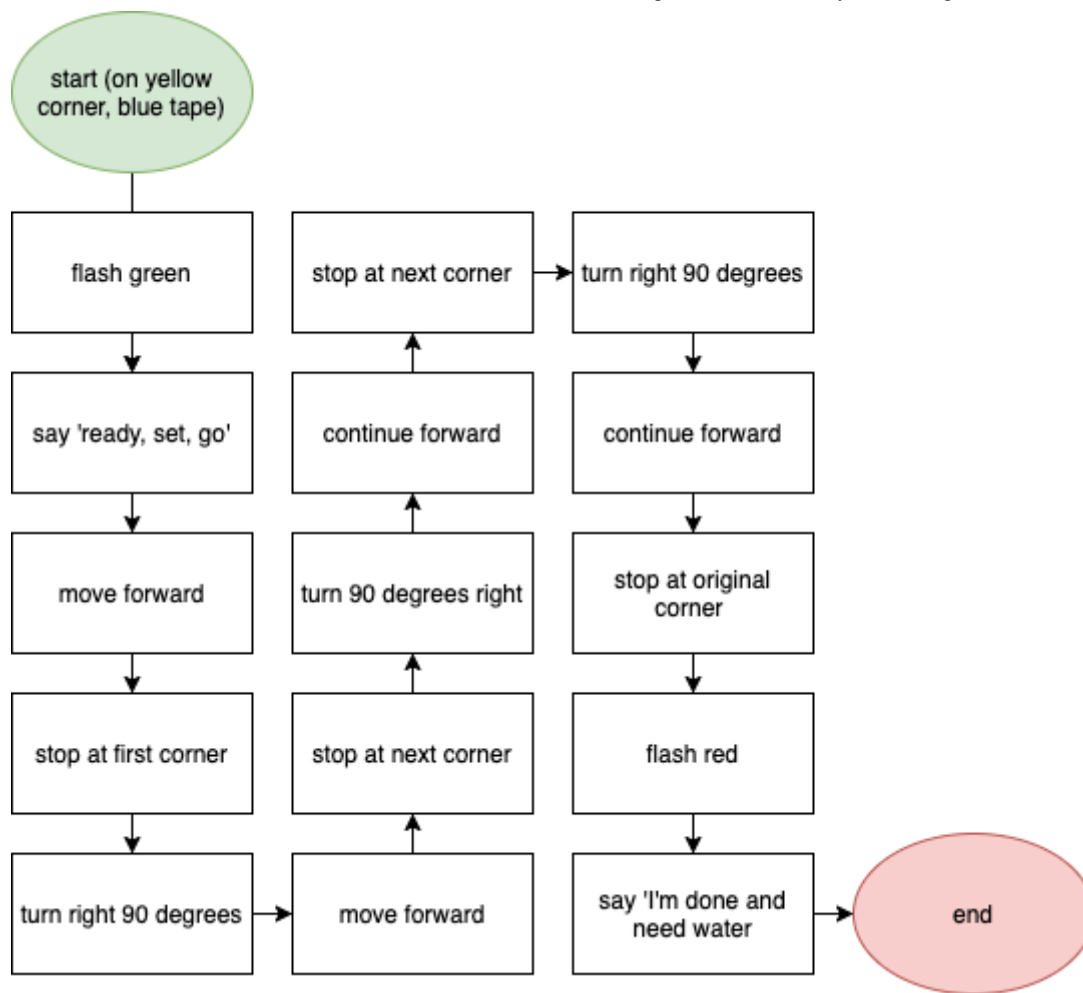 start (on yellow
corner, blue tape)
flash green
say 'ready, set, go'
move forward
stop at first corner
turn right 90 degrees
move forward
stop at next corner
turn 90 degrees right
continue forward
stop at next corner
turn right 90 degrees
continue forward
stop at original
corner
flash red
say 'I'm done and
need water
end